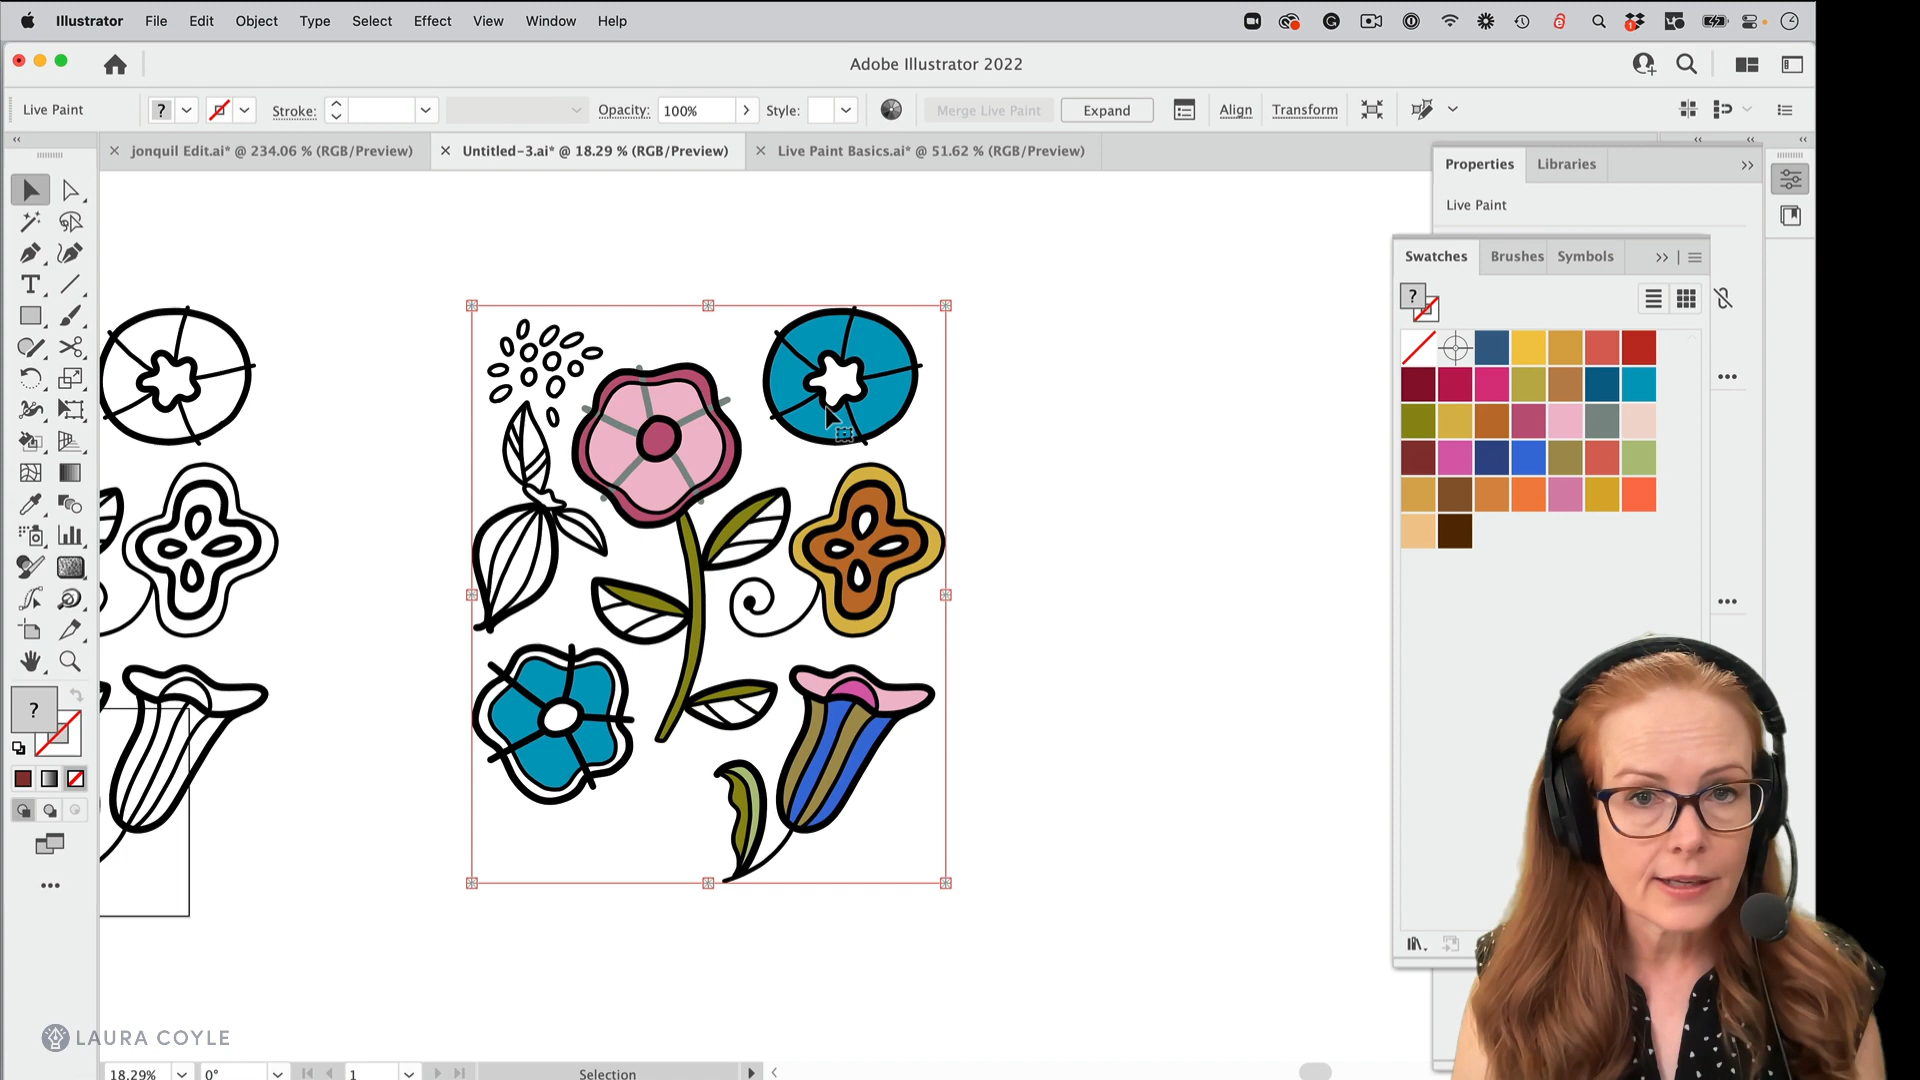 Illustrator File Edit Object Type Select Effect View Window Help
Adobe Illustrator 2022
Live Paint ? Stroke: Opacity: 100% Style: Merge Live Paint Expand Align Transform
jonquil Edit.ai* @ 234.06 % (RGB/Preview) Untitled-3.ai* @ 18.29 % (RGB/Preview) Live Paint Basics.ai* @ 51.62 % (RGB/Preview)
Properties Libraries
Live Paint
Swatches Brushes Symbols
?
?
LAURA COYLE
18.29% 0° 1 Selection